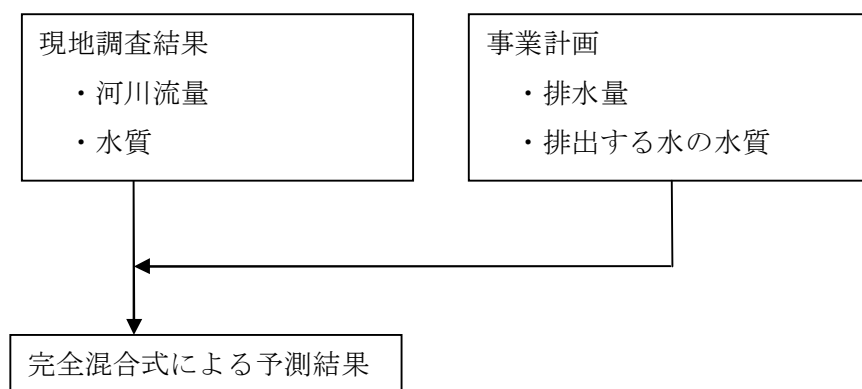 現地調査結果
・河川流量
・水質
事業計画
・排水量
・排出する水の水質
完全混合式による予測結果